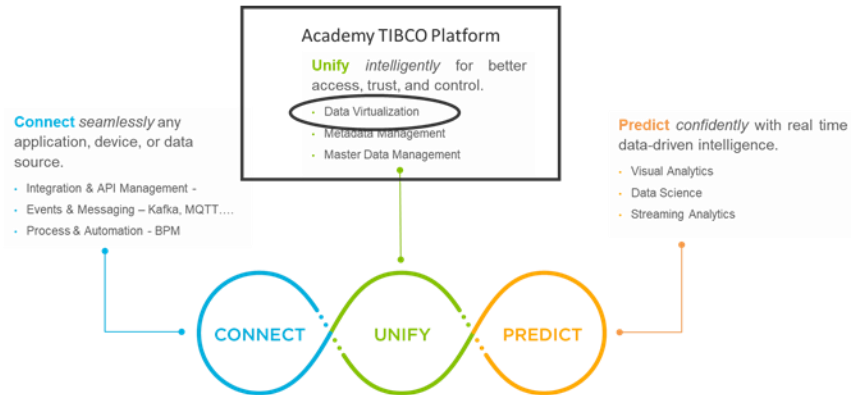 Academy TIBCO Platform
Unify intelligently for better
access, trust, and control.
• Data Virtualization
• Metadata Management
• Master Data Management
Connect seamlessly any
application, device, or data
source.
• Integration & API Management -
• Events & Messaging – Kafka, MQTT....
• Process & Automation - BPM
Predict confidently with real time
data-driven intelligence.
• Visual Analytics
• Data Science
• Streaming Analytics
CONNECT
UNIFY
PREDICT